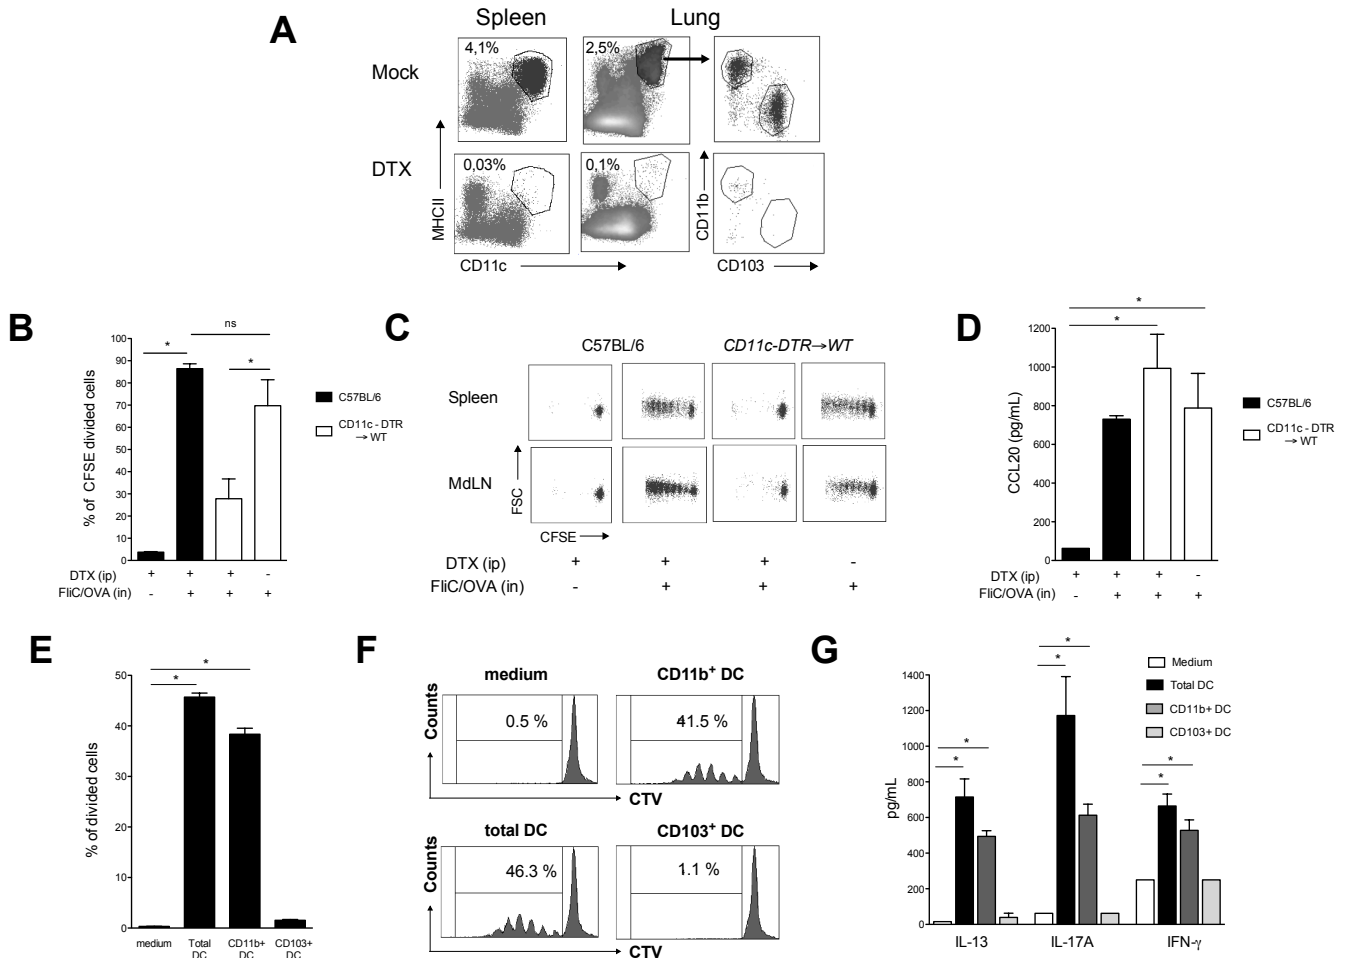 A
Spleen
Lung
Mock
4,1%
2,5%
DTX
0,03%
0,1%
MHCII
CD11b
CD11c
CD103
B
% of CFSE divided cells
100
90
80
70
60
50
40
30
20
10
0
*
ns
*
C57BL/6
CD11c - DTR
→ WT
DTX (ip) + + + -
FliC/OVA (in) - + + +
C
C57BL/6
CD11c-DTR→WT
Spleen
MdLN
FSC
CFSE
DTX (ip) + + + -
FliC/OVA (in) - + + +
D
CCL20 (pg/mL)
1200
1000
800
600
400
200
0
*
*
C57BL/6
CD11c - DTR
→ WT
DTX (ip) + + + -
FliC/OVA (in) - + + +
E
% of divided cells
50
40
30
20
10
0
*
*
medium
Total DC
CD11b+ DC
CD103+ DC
F
medium
CD11b+ DC
Counts
0.5 %
41.5 %
CTV
total DC
CD103+ DC
Counts
46.3 %
1.1 %
CTV
G
Medium
Total DC
CD11b+ DC
CD103+ DC
pg/mL
1400
1200
1000
800
600
400
200
0
*
*
*
*
*
*
IL-13
IL-17A
IFN-γ